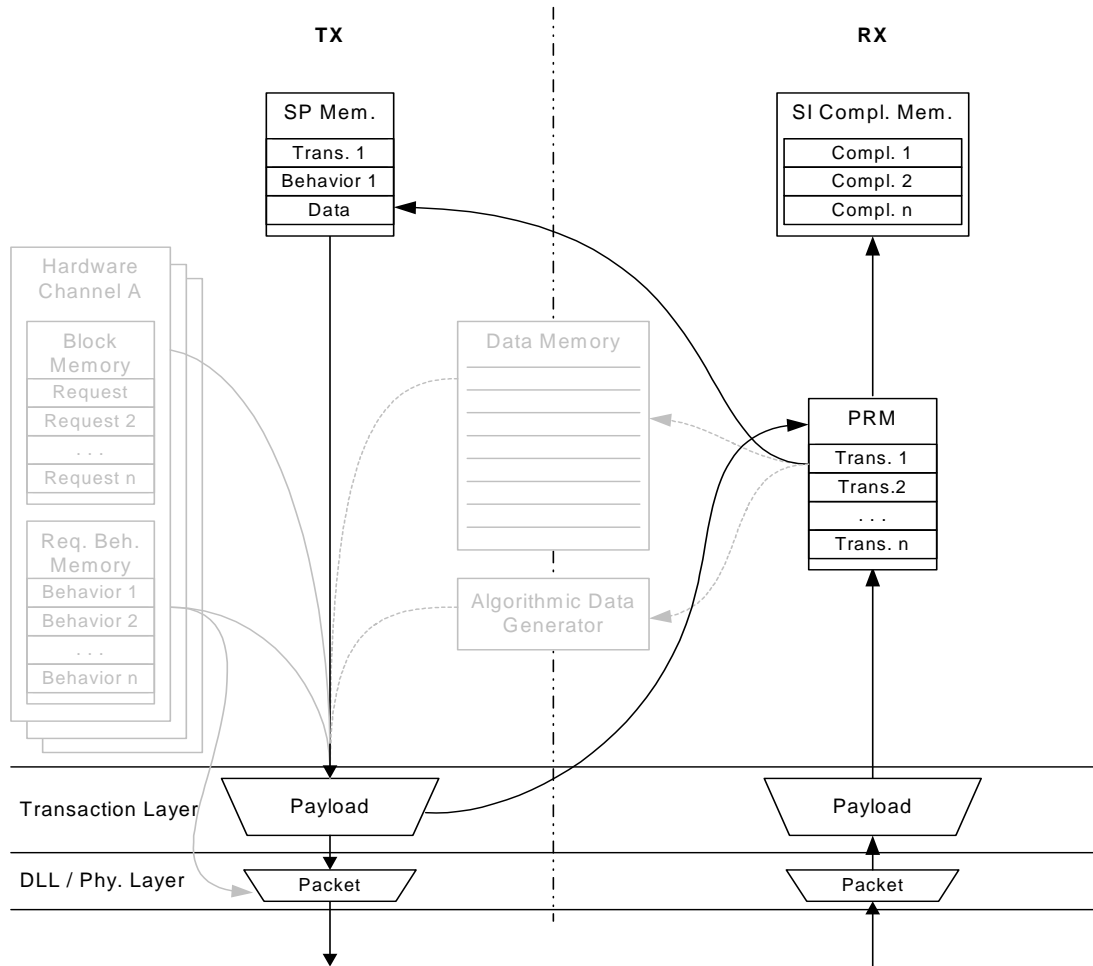 TX
RX
SP Mem.
Trans. 1
Behavior 1
Data
SI Compl. Mem.
Compl. 1
Compl. 2
Compl. n
Hardware
Channel A
Block
Memory
Request
Request 2
. . .
Request n
Req. Beh.
Memory
Behavior 1
Behavior 2
. . .
Behavior n
Data Memory
Algorithmic Data
Generator
PRM
Trans. 1
Trans.2
. . .
Trans. n
Transaction Layer
Payload
Payload
DLL / Phy. Layer
Packet
Packet